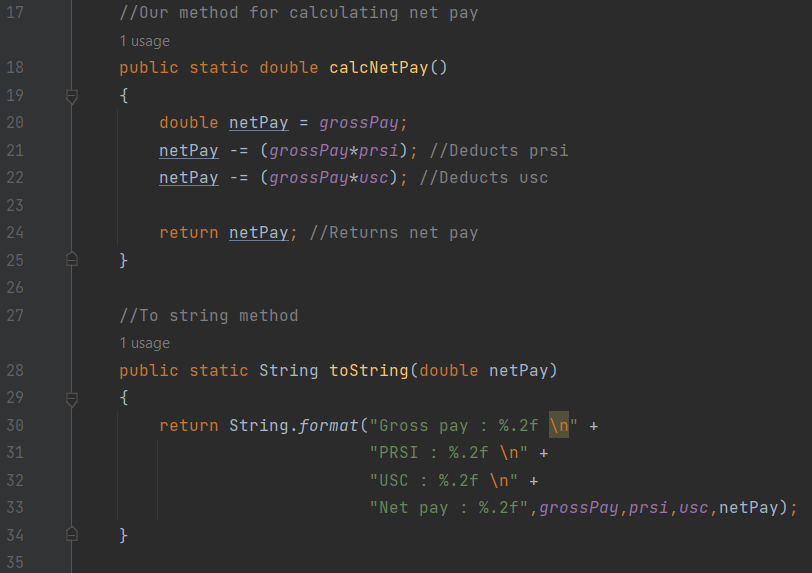 17 //Our method for calculating net pay
1 usage
18 public static double calcNetPay()
19 {
20 double netPay = grossPay;
21 netPay -= (grossPay*prsi); //Deducts prsi
22 netPay -= (grossPay*usc); //Deducts usc
23
24 return netPay; //Returns net pay
25 }
26
27 //To string method
1 usage
28 public static String toString(double netPay)
29 {
30 return String.format("Gross pay : %.2f \n" +
31 "PRSI : %.2f \n" +
32 "USC : %.2f \n" +
33 "Net pay : %.2f",grossPay,prsi,usc,netPay);
34 }
35